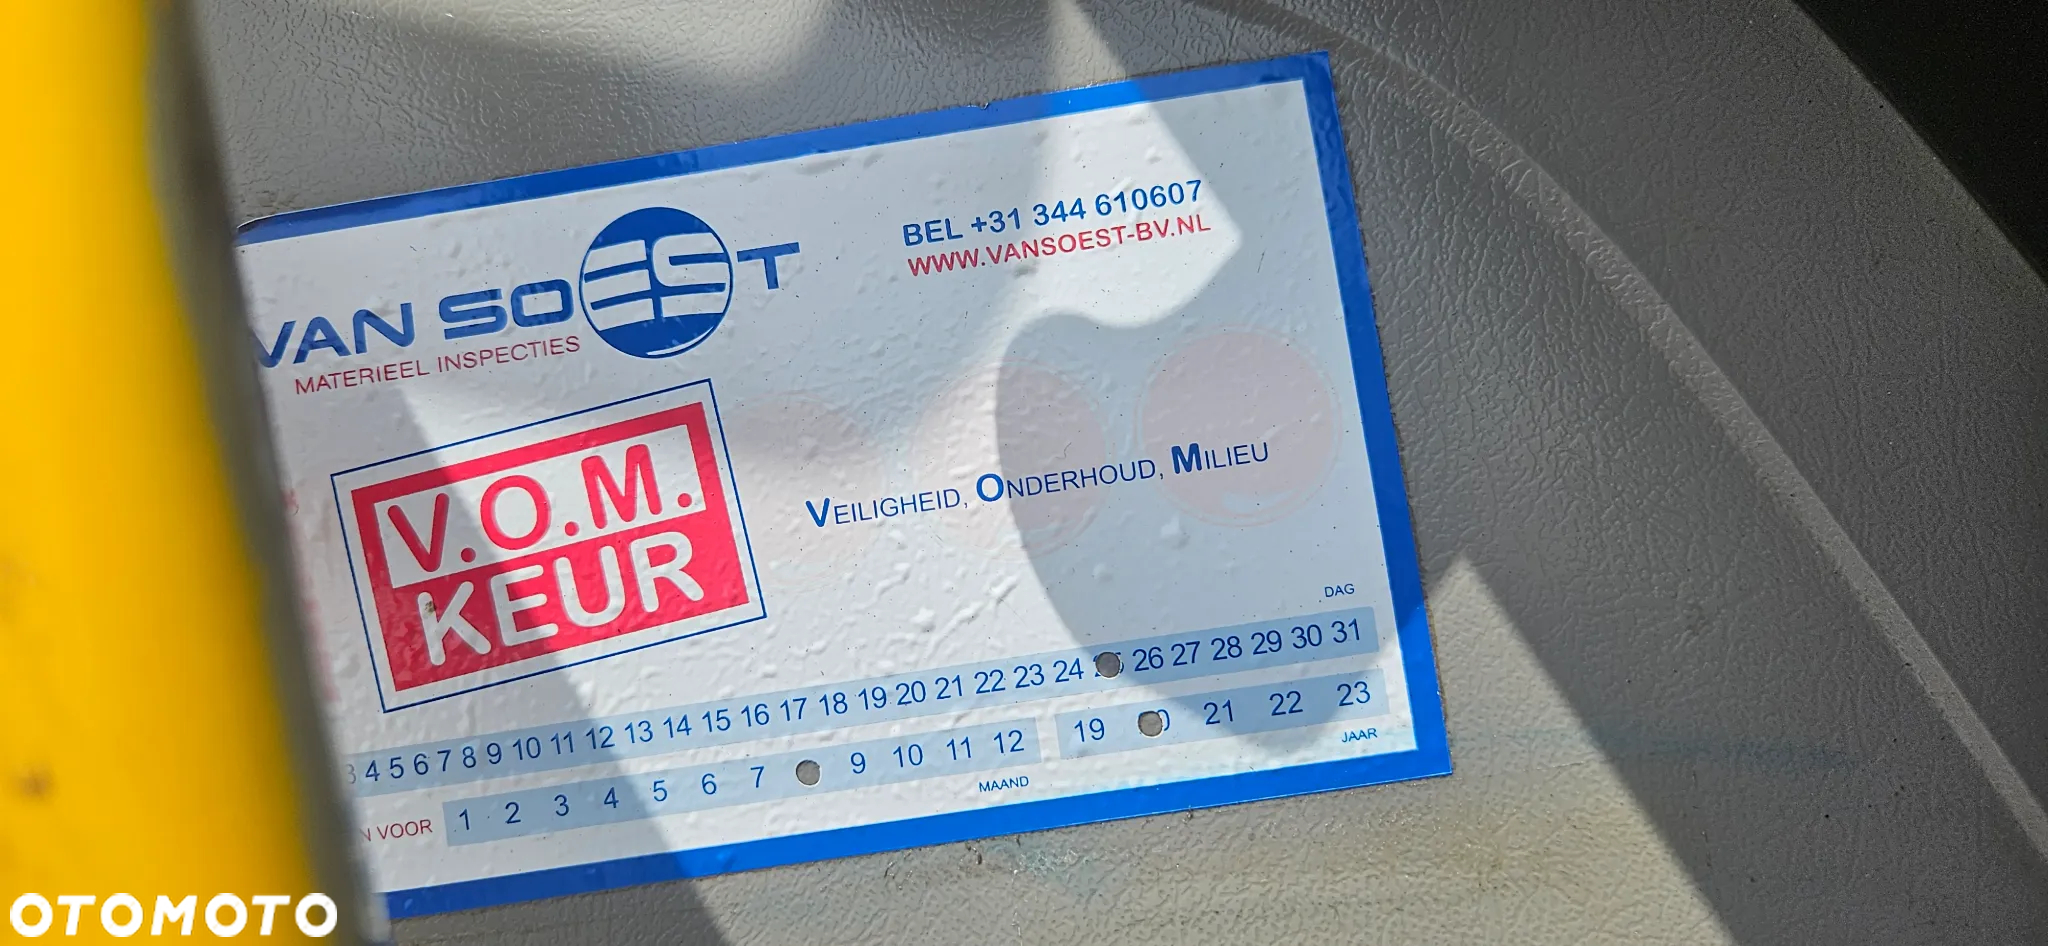 BEL +31 344 610607
WWW.VANSOEST-BV.NL
VAN SOEST
MATERIEEL INSPECTIES
V.O.M.
KEUR
VEILIGHEID, ONDERHOUD, MILIEU
DAG
3 4 5 6 7 8 9 10 11 12 13 14 15 16 17 18 19 20 21 22 23 24 26 27 28 29 30 31
N VOOR 1 2 3 4 5 6 7 9 10 11 12 19 21 22 23
MAAND JAAR
OTOMOTO